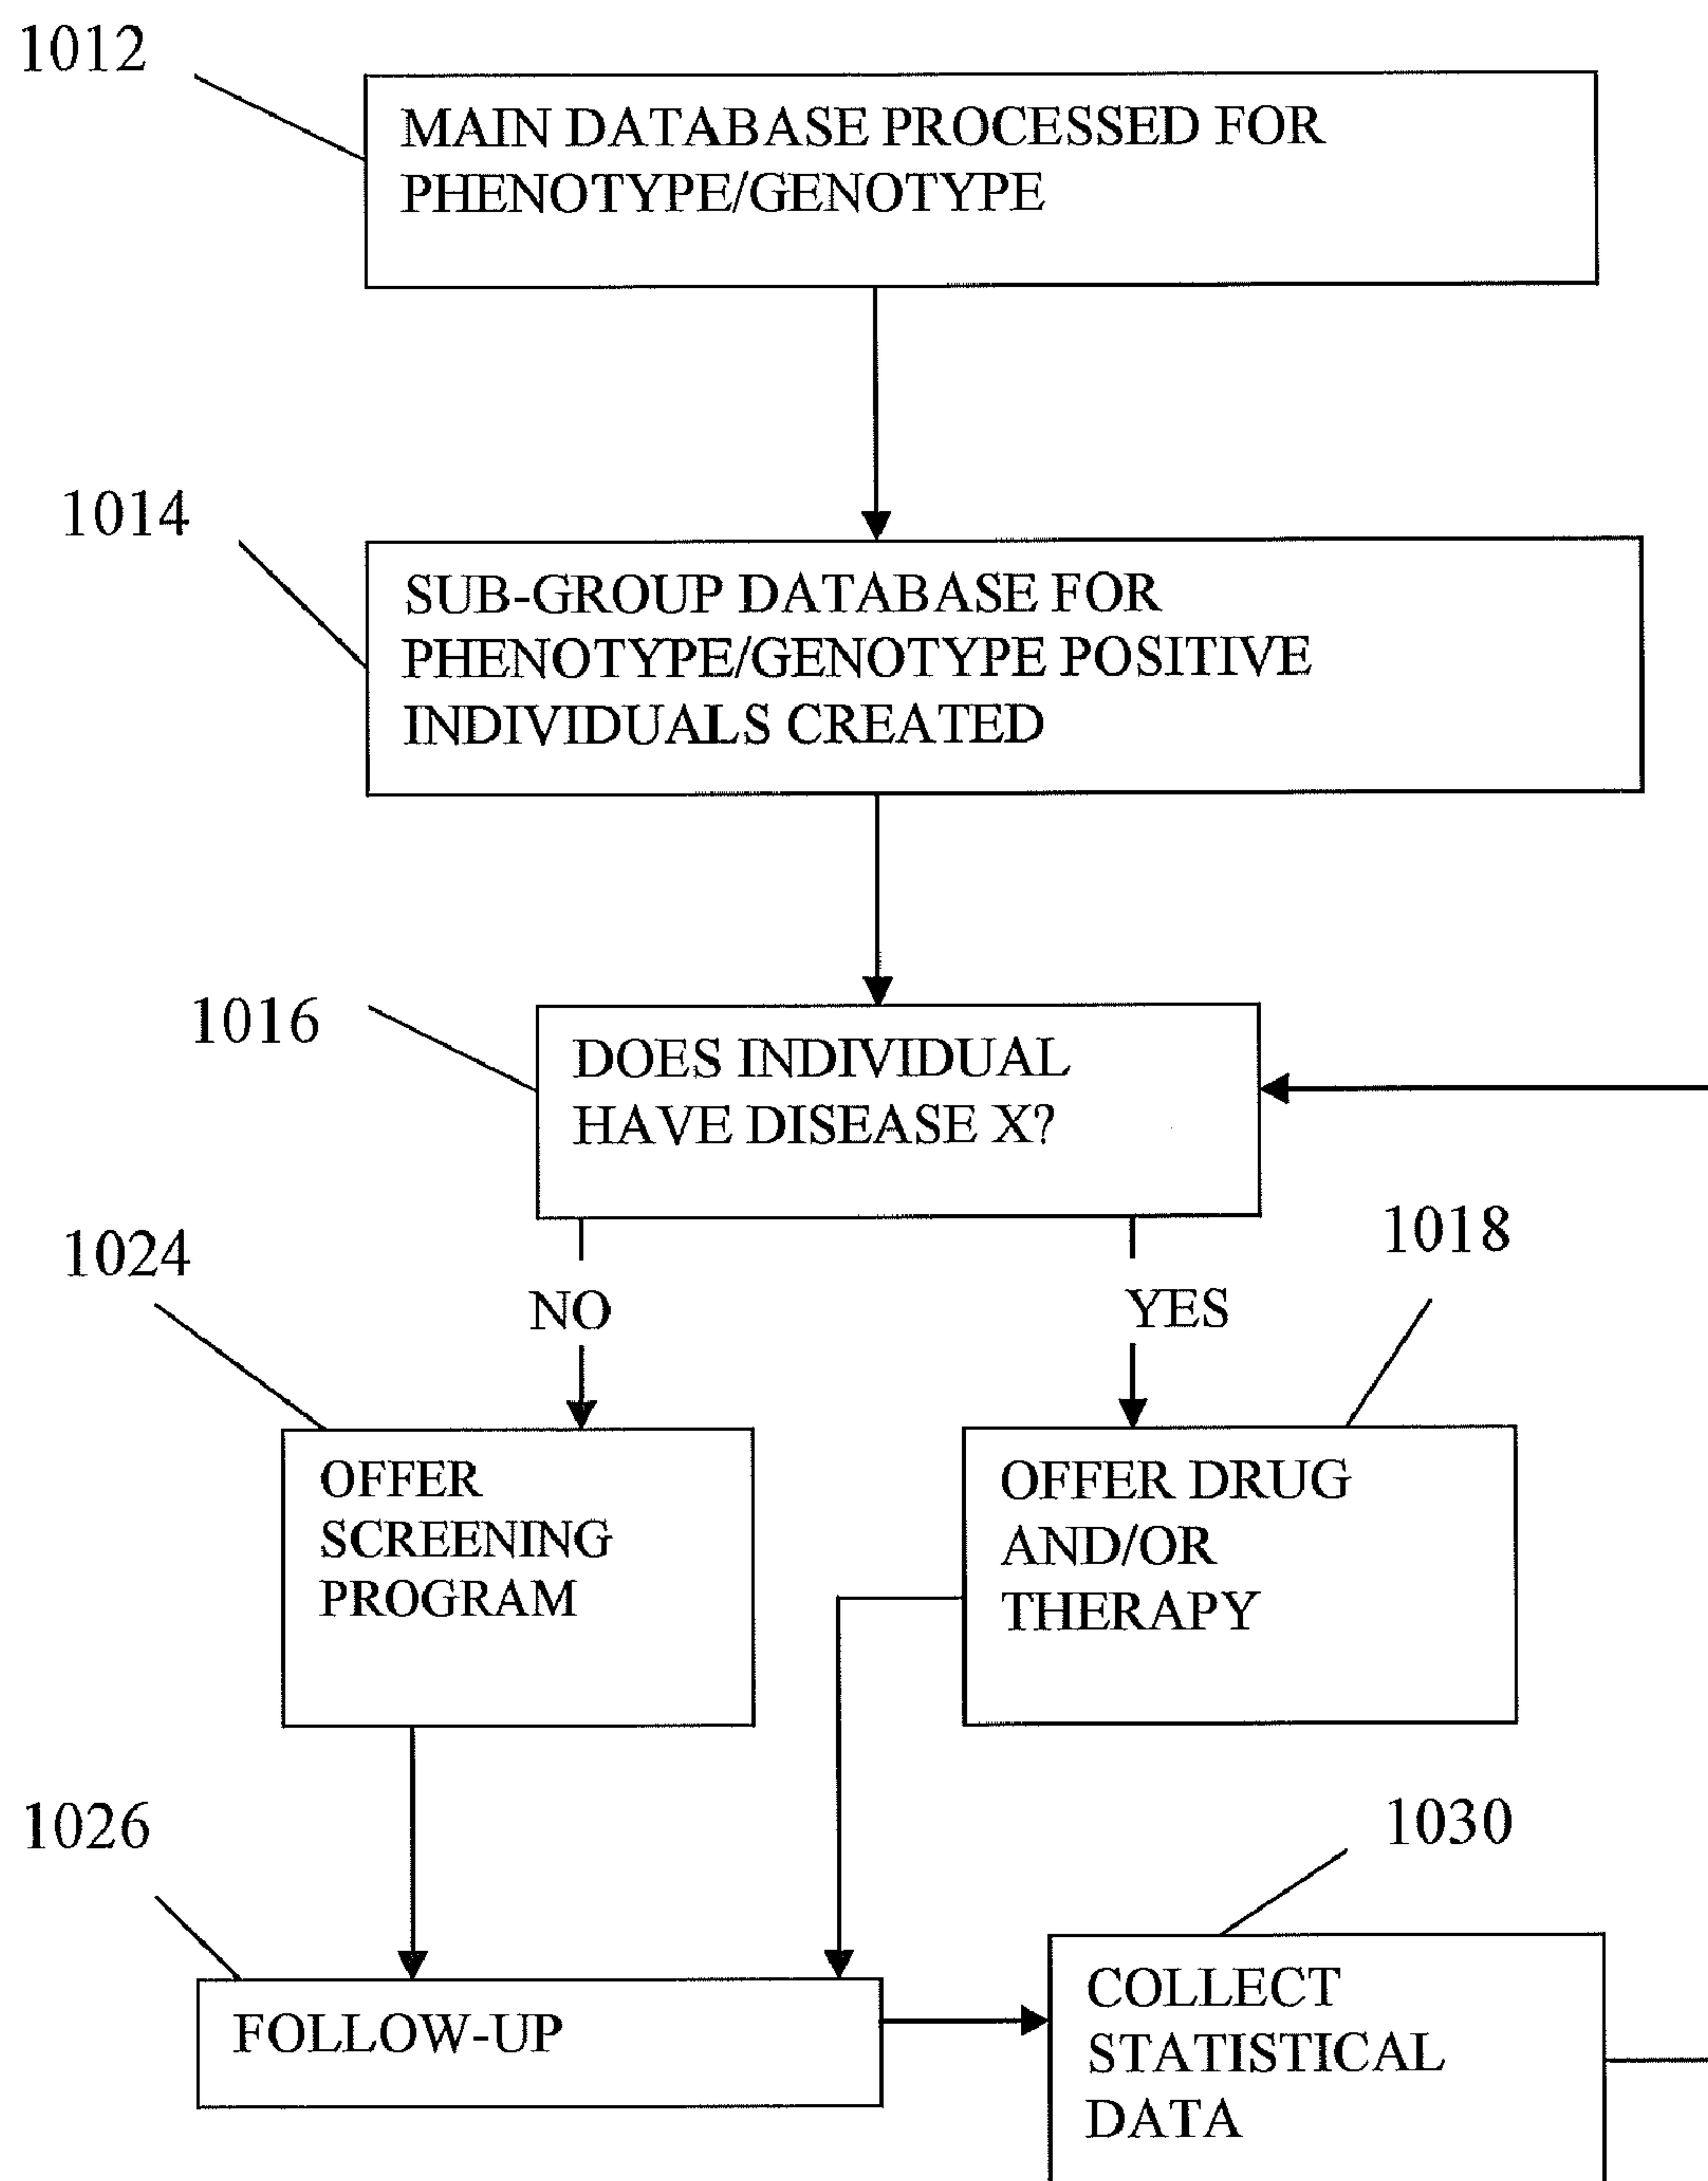 1012
MAIN DATABASE PROCESSED FOR
PHENOTYPE/GENOTYPE
1014
SUB-GROUP DATABASE FOR
PHENOTYPE/GENOTYPE POSITIVE
INDIVIDUALS CREATED
1016
DOES INDIVIDUAL
HAVE DISEASE X?
1024
NO
YES
1018
OFFER
SCREENING
PROGRAM
OFFER DRUG
AND/OR
THERAPY
1026
1030
FOLLOW-UP
COLLECT
STATISTICAL
DATA